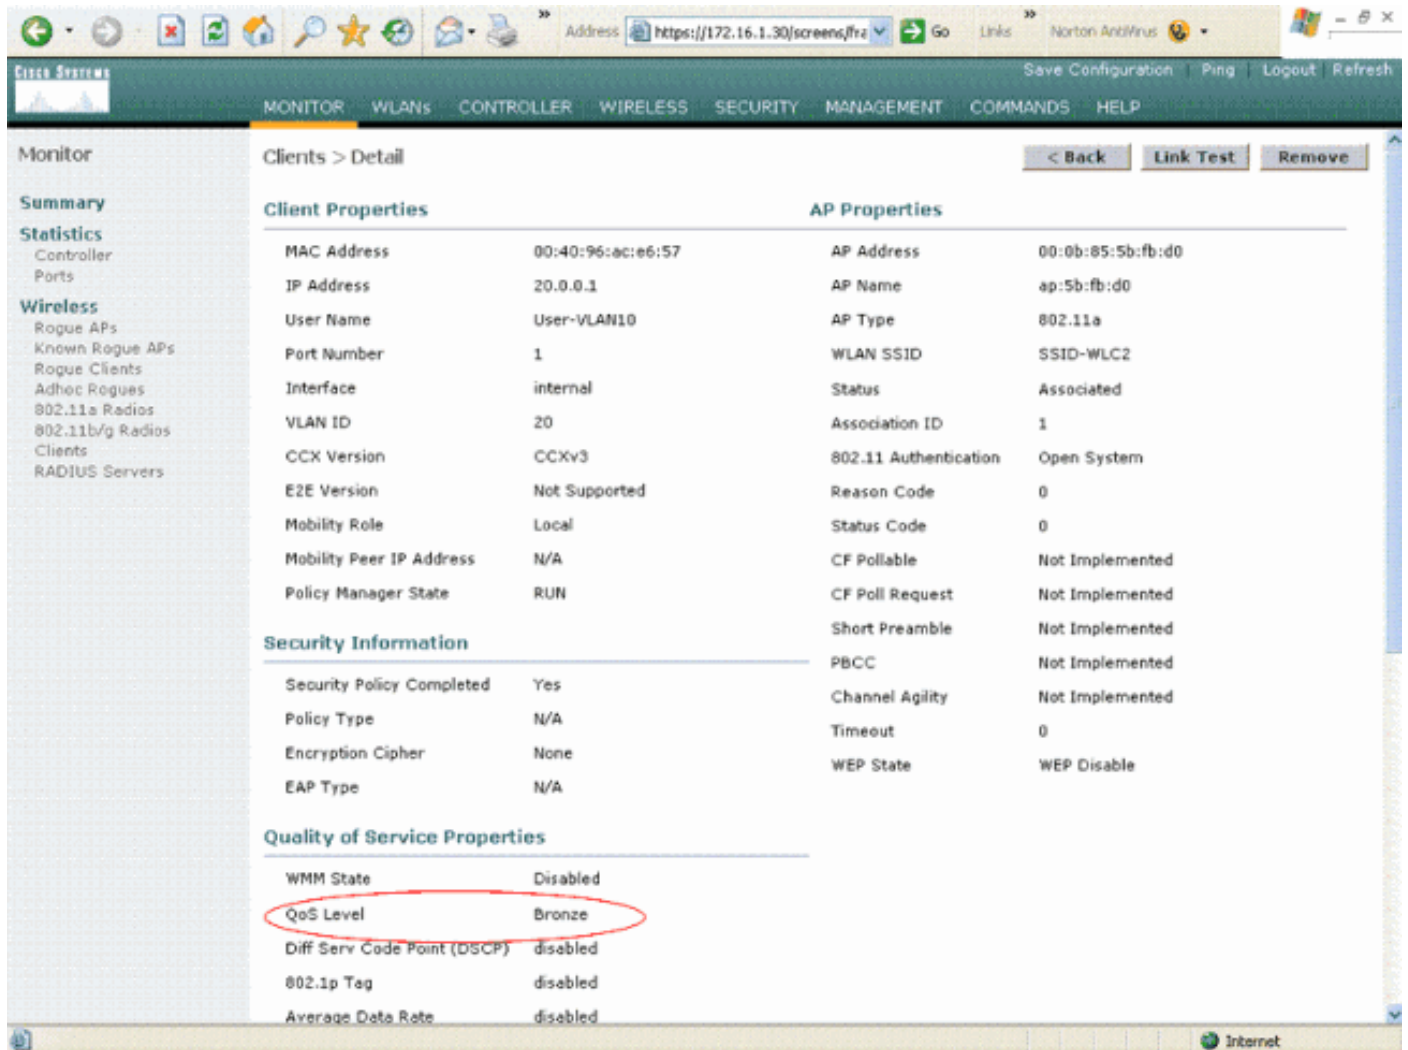 Address https://172.16.1.30/screens/fra Go Links Norton AntiVirus
CISCO SYSTEMS
Save Configuration Ping Logout Refresh
MONITOR WLANs CONTROLLER WIRELESS SECURITY MANAGEMENT COMMANDS HELP
Monitor
Summary
Statistics
Controller
Ports
Wireless
Rogue APs
Known Rogue APs
Rogue Clients
Adhoc Rogues
802.11a Radios
802.11b/g Radios
Clients
RADIUS Servers
Clients > Detail
< Back Link Test Remove
Client Properties
MAC Address 00:40:96:ac:e6:57
IP Address 20.0.0.1
User Name User-VLAN10
Port Number 1
Interface internal
VLAN ID 20
CCX Version CCXv3
E2E Version Not Supported
Mobility Role Local
Mobility Peer IP Address N/A
Policy Manager State RUN
Security Information
Security Policy Completed Yes
Policy Type N/A
Encryption Cipher None
EAP Type N/A
Quality of Service Properties
WMM State Disabled
QoS Level Bronze
Diff Serv Code Point (DSCP) disabled
802.1p Tag disabled
Average Data Rate disabled
AP Properties
AP Address 00:0b:85:5b:fb:d0
AP Name ap:5b:fb:d0
AP Type 802.11a
WLAN SSID SSID-WLC2
Status Associated
Association ID 1
802.11 Authentication Open System
Reason Code 0
Status Code 0
CF Pollable Not Implemented
CF Poll Request Not Implemented
Short Preamble Not Implemented
PBCC Not Implemented
Channel Agility Not Implemented
Timeout 0
WEP State WEP Disable
Internet